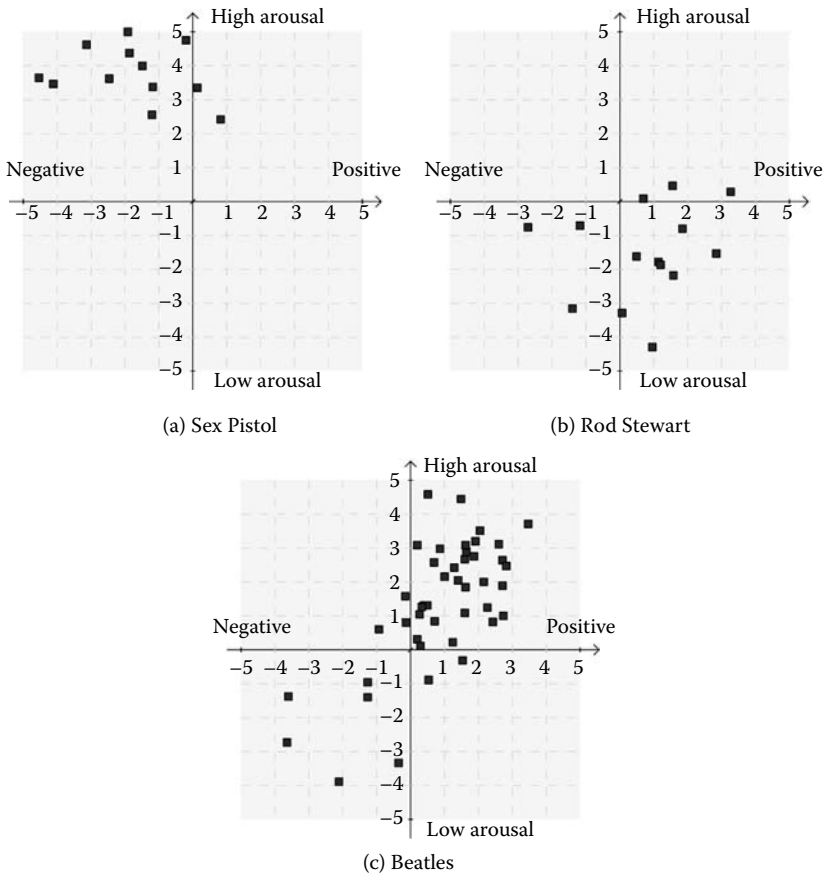 High arousal
High arousal
5
4
3
2
1
5
4
3
2
1
Negative
Positive
Negative
Positive
−5 −4 −3 −2 −1 1 2 3 4 5
−5 −4 −3 −2 −1 1 2 3 4 5
−1
−2
−3
−4
−5
−1
−2
−3
−4
−5
Low arousal
Low arousal
(a) Sex Pistol
(b) Rod Stewart
High arousal
5
4
3
2
1
Negative
Positive
−5 −4 −3 −2 −1 1 2 3 4 5
−1
−2
−3
−4
−5
Low arousal
(c) Beatles